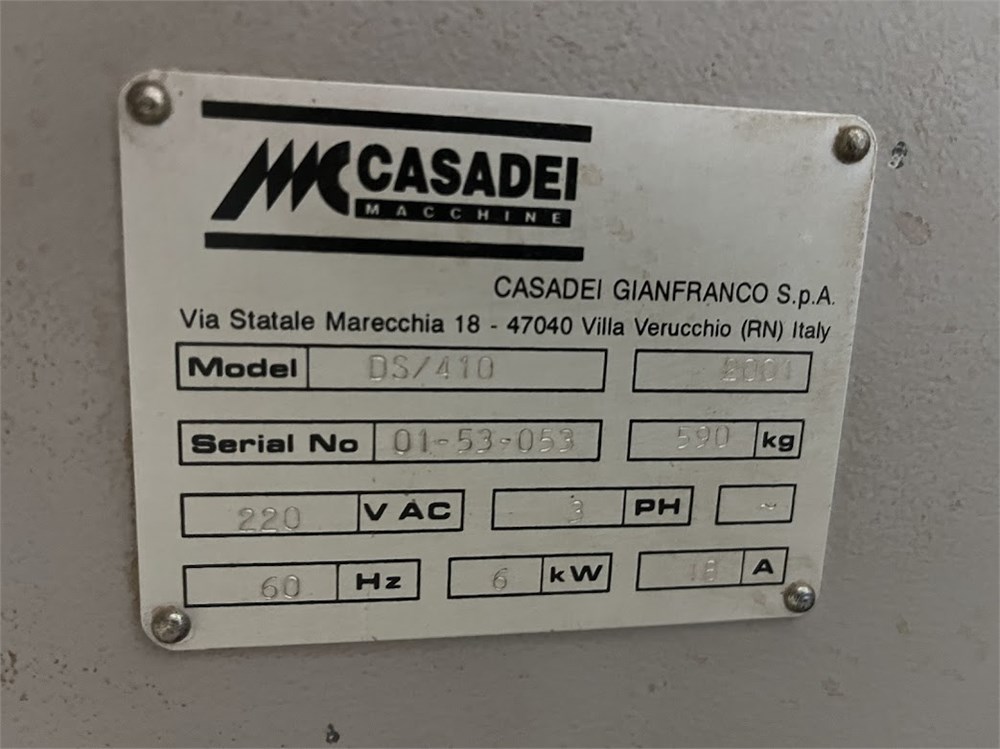 MC CASADEI
MACCHINE
CASADEI GIANFRANCO S.p.A.
Via Statale Marecchia 18 - 47040 Villa Verucchio (RN) Italy
Model DS/410 2001
Serial No 01-53-053 590 kg
220 V AC 3 PH ~
60 Hz 6 kW 18 A